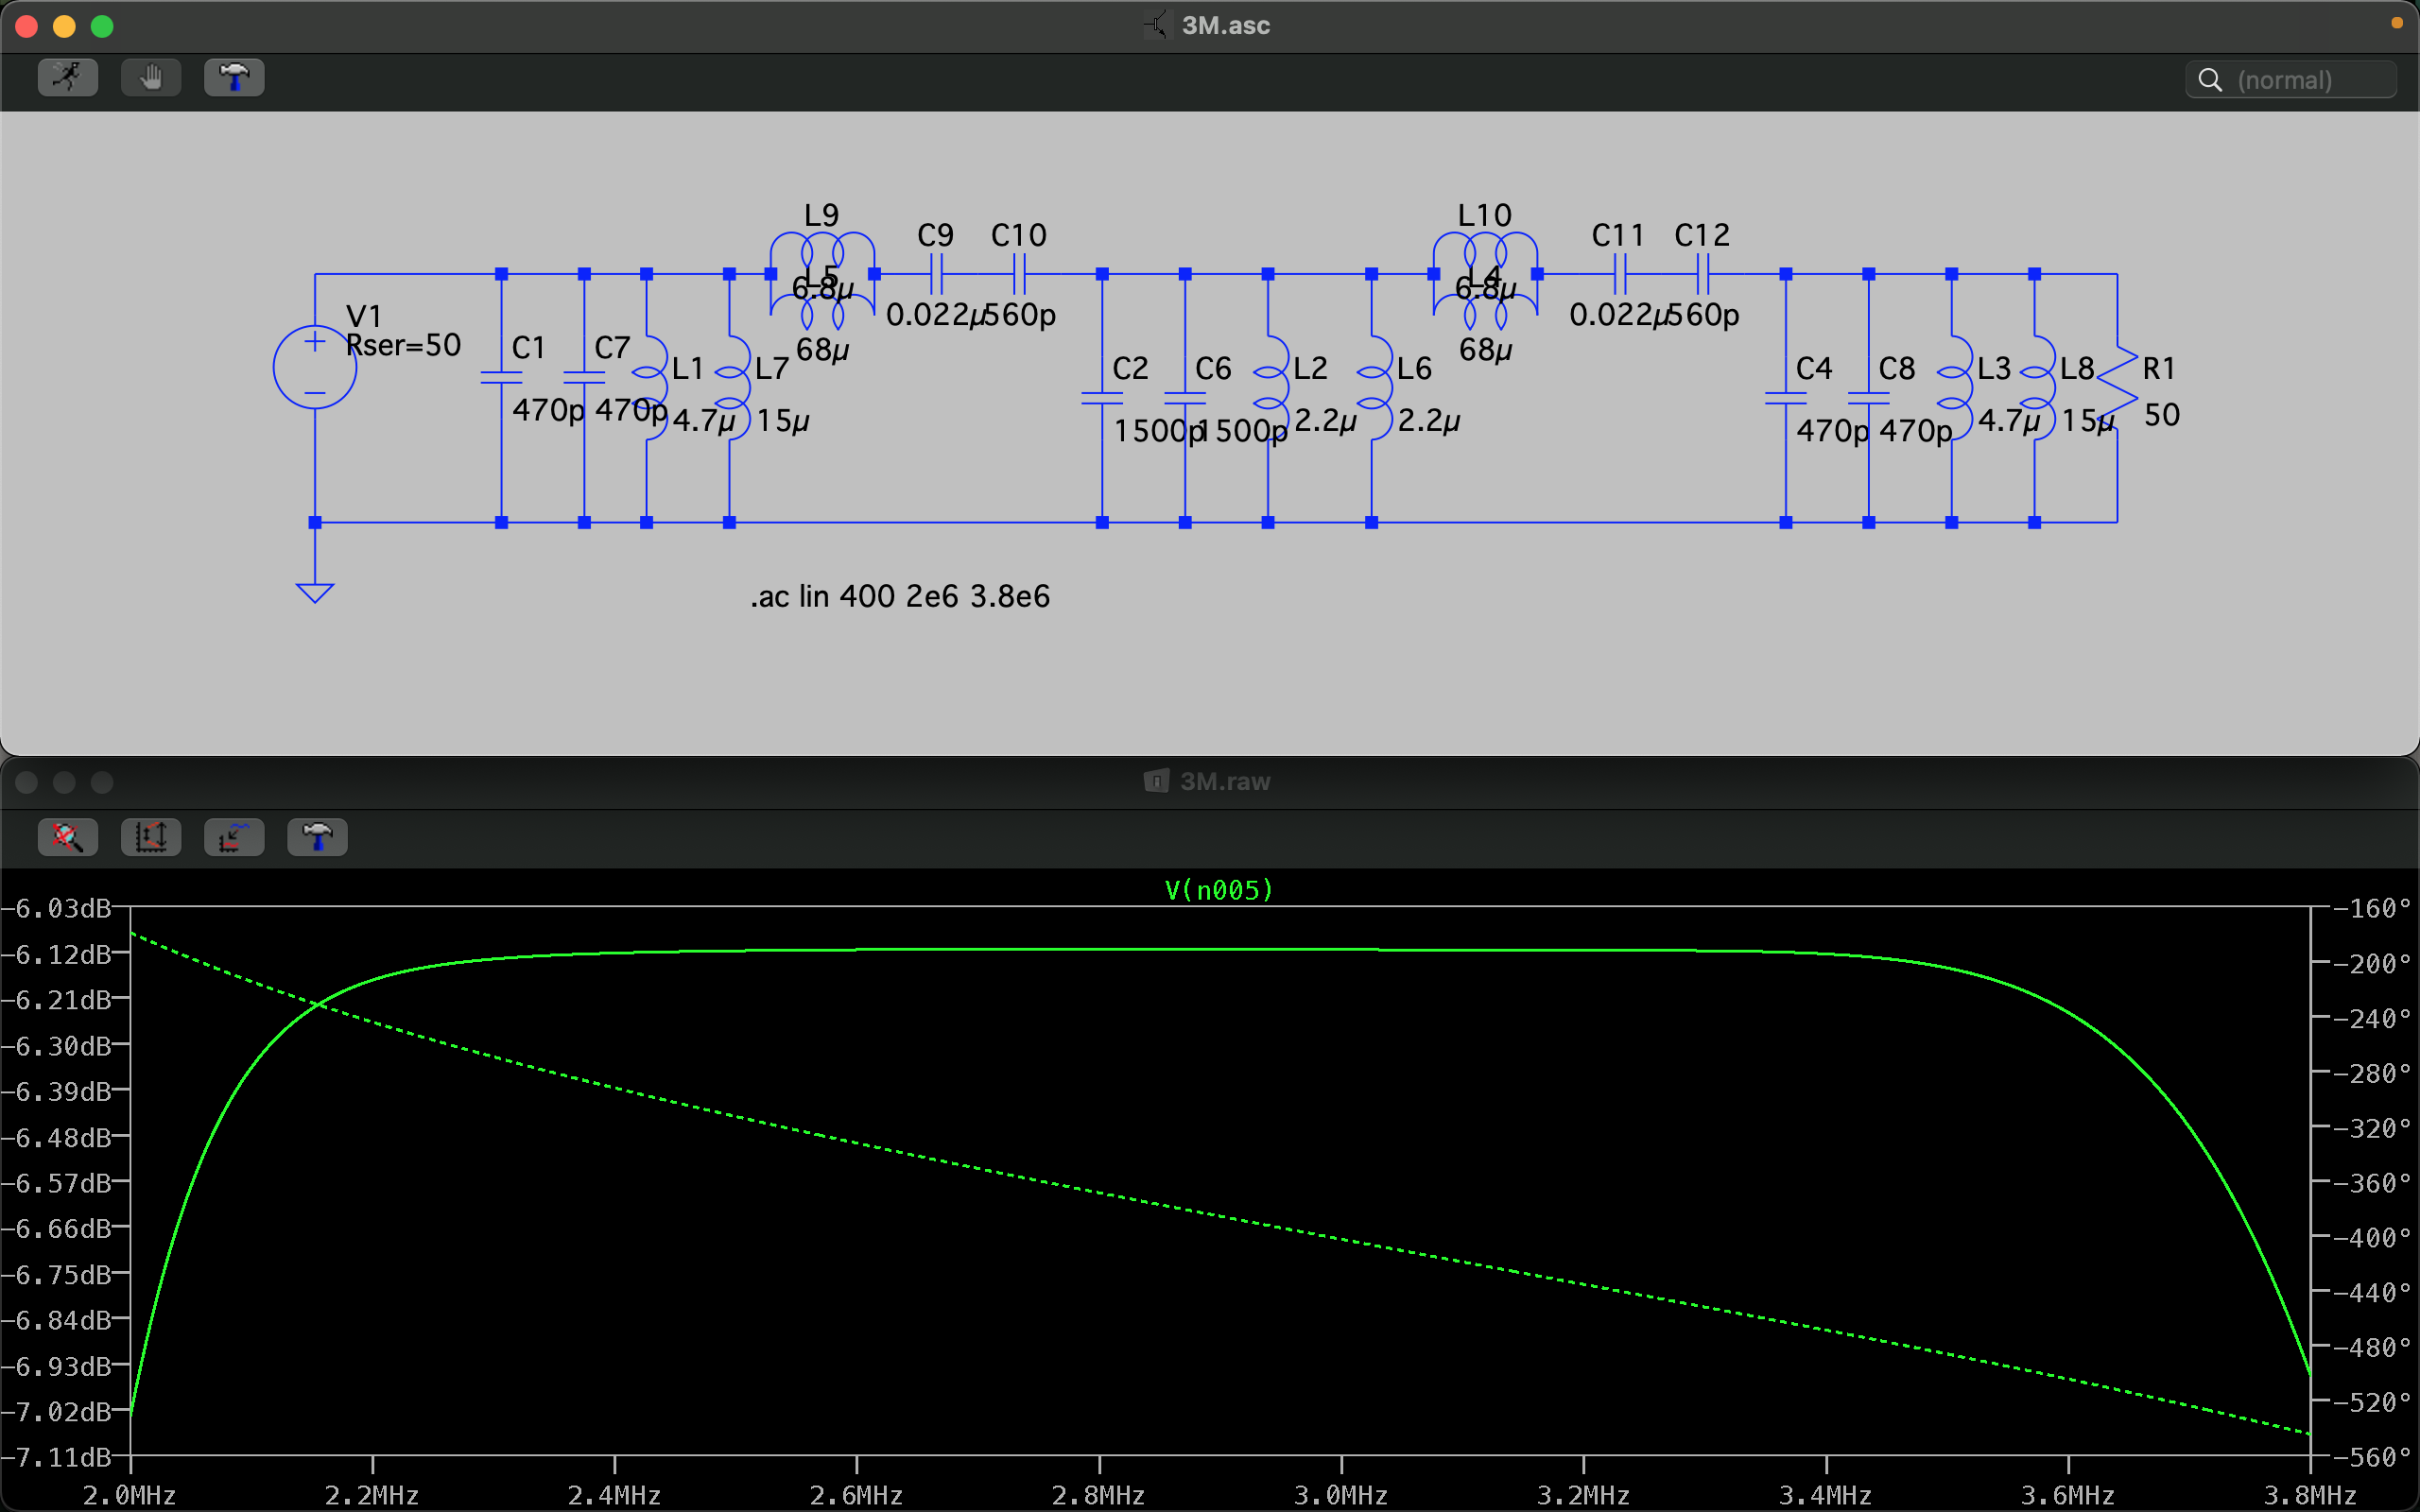 3M.asc
(normal)
L9
L10
C9
C10
C11
C12
L5
6.8µ
L4
6.8µ
V1
Rser=50
0.022µ
560p
0.022µ
560p
C1
C7
68µ
68µ
L1
L7
C2
C6
L2
L6
C4
C8
L3
L8
R1
470p
470p
4.7µ
15µ
1500p
1500p
2.2µ
2.2µ
470p
470p
4.7µ
15µ
50
.ac lin 400 2e6 3.8e6
3M.raw
V(n005)
-6.03dB
-6.12dB
-6.21dB
-6.30dB
-6.39dB
-6.48dB
-6.57dB
-6.66dB
-6.75dB
-6.84dB
-6.93dB
-7.02dB
-7.11dB
-160°
-200°
-240°
-280°
-320°
-360°
-400°
-440°
-480°
-520°
-560°
2.0MHz
2.2MHz
2.4MHz
2.6MHz
2.8MHz
3.0MHz
3.2MHz
3.4MHz
3.6MHz
3.8MHz